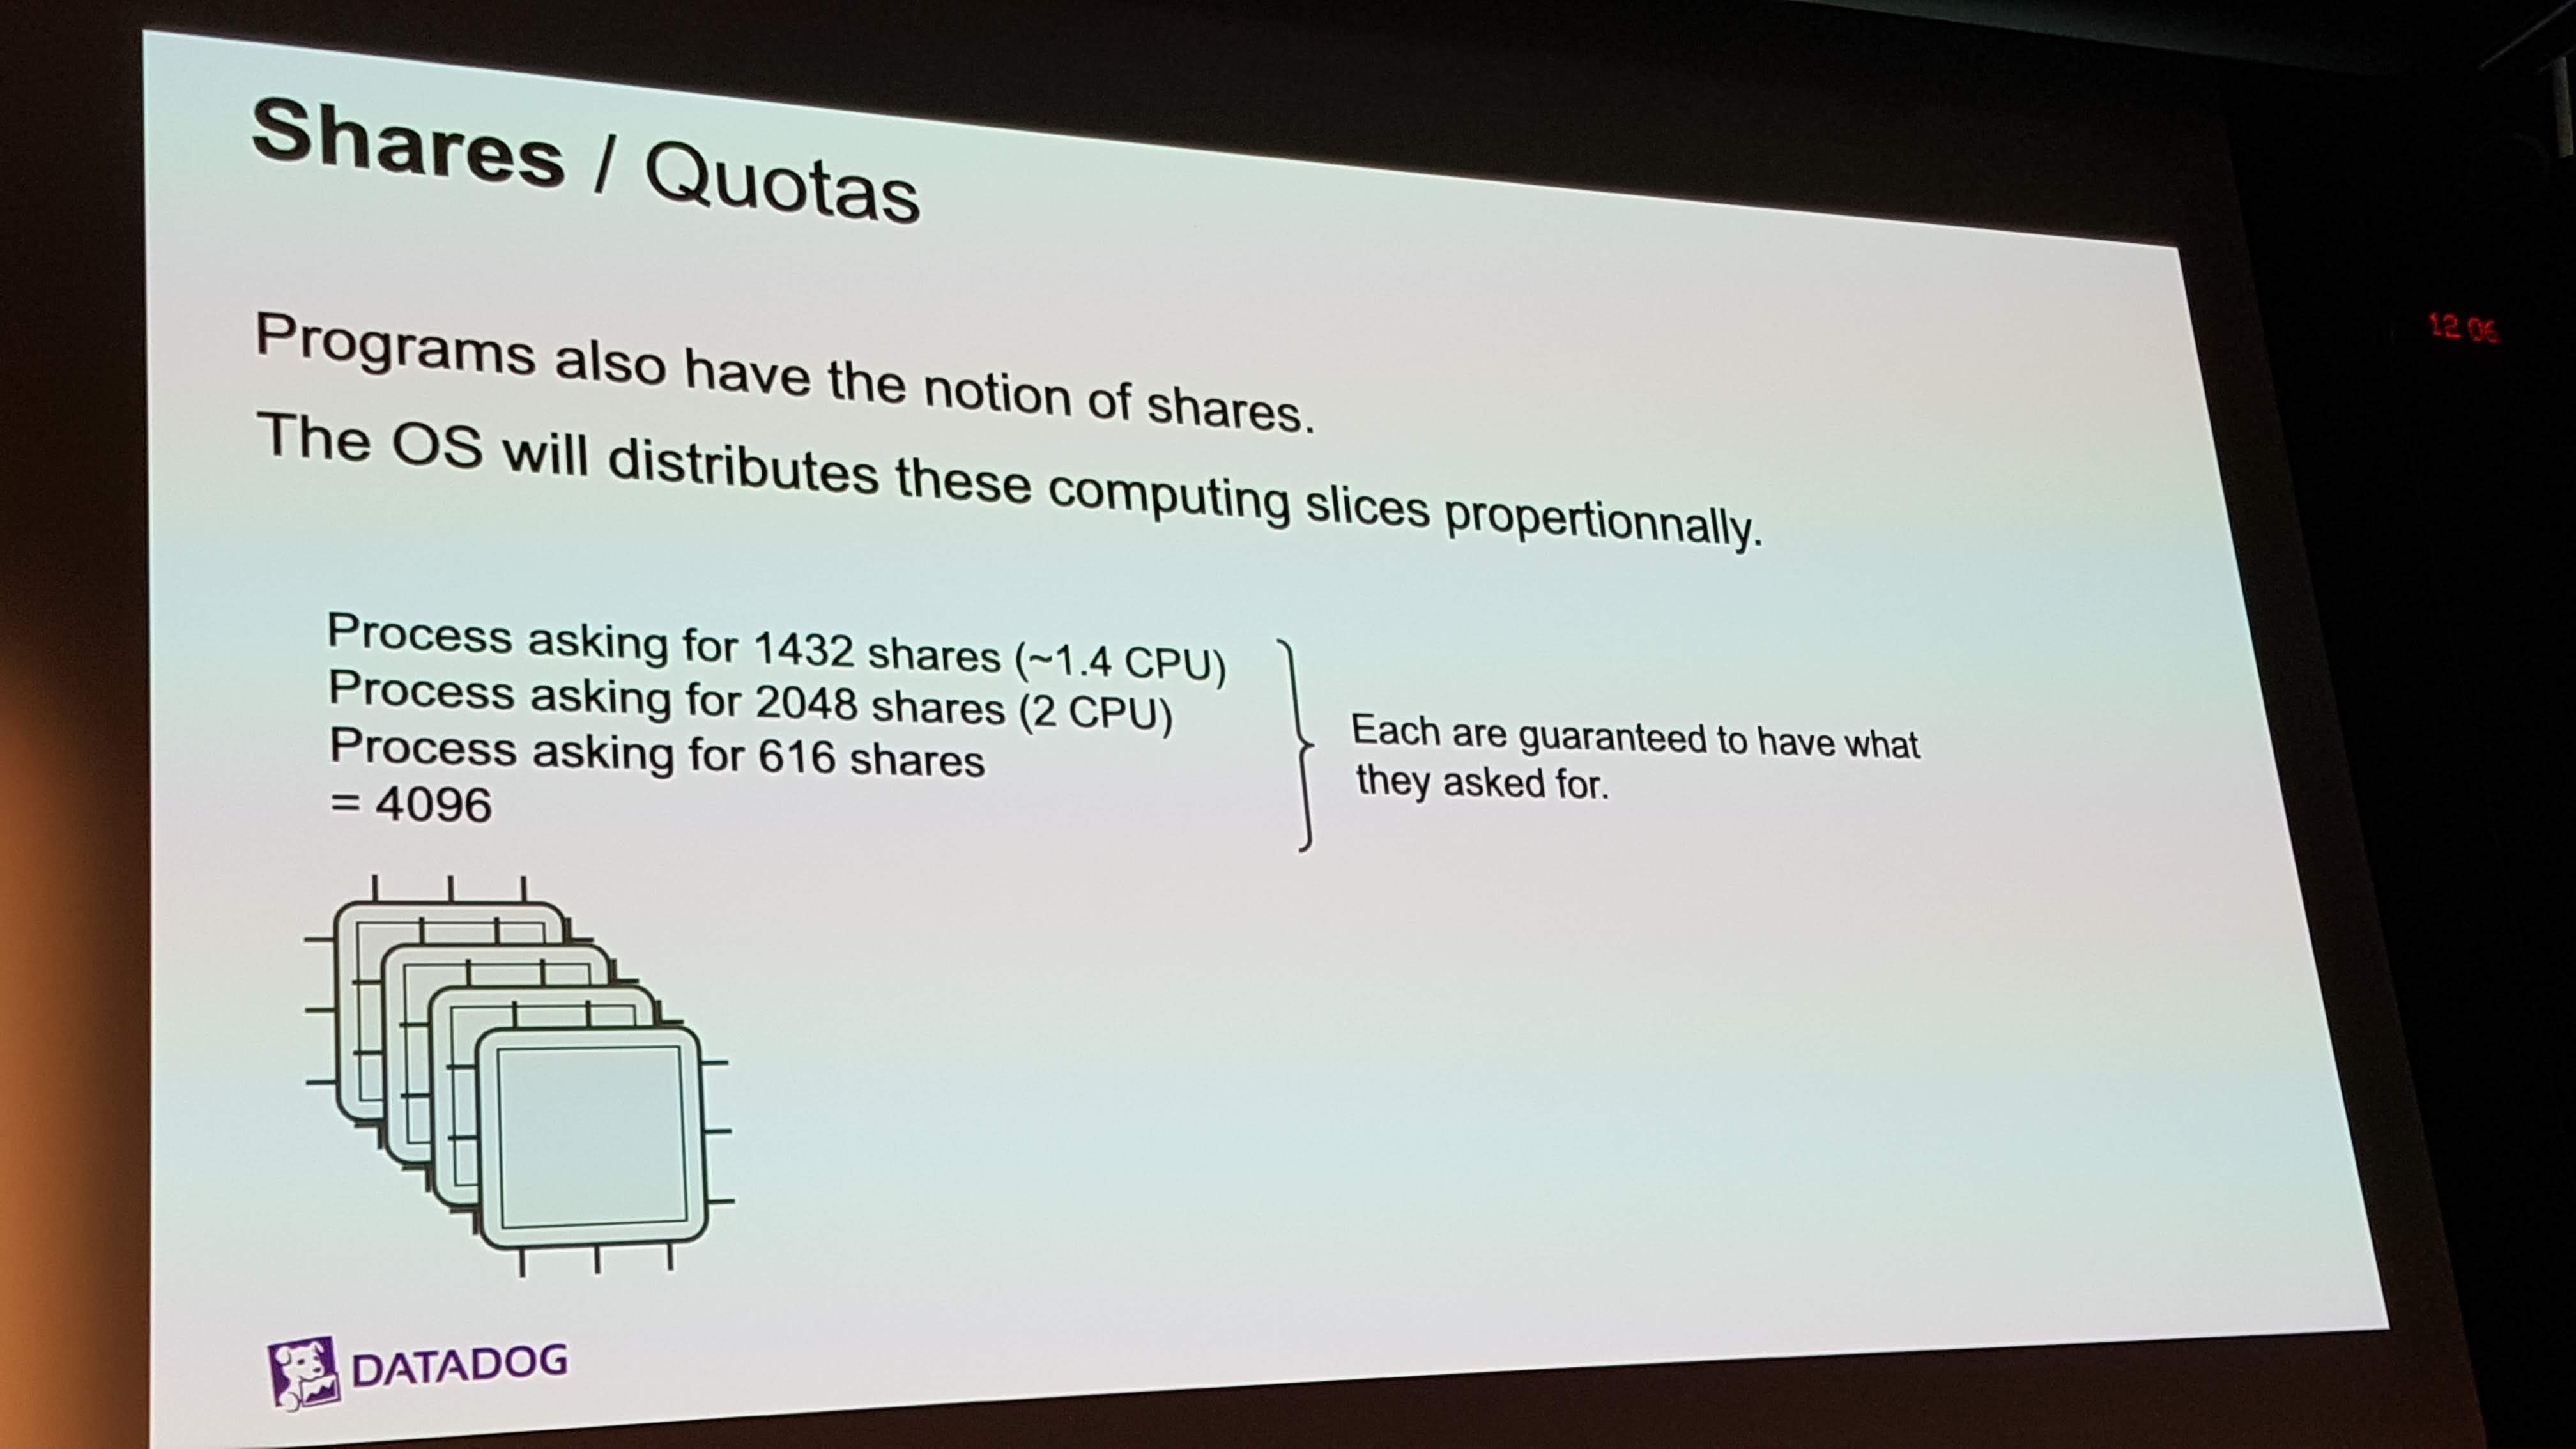 Shares / Quotas
Programs also have the notion of shares.
The OS will distributes these computing slices propertionnally.
Process asking for 1432 shares (~1.4 CPU)
Process asking for 2048 shares (2 CPU)
Process asking for 616 shares
= 4096
Each are guaranteed to have what
they asked for.
DATADOG
12 06